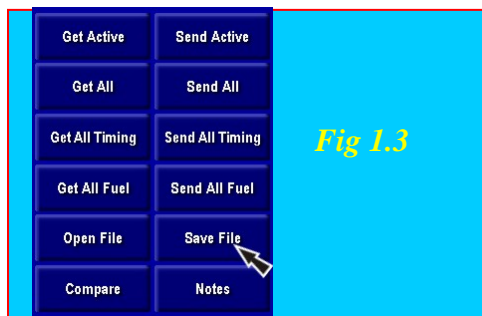 Get Active Send Active
Get All Send All
Get All Timing Send All Timing
Fig 1.3
Get All Fuel Send All Fuel
Open File Save File
Compare Notes